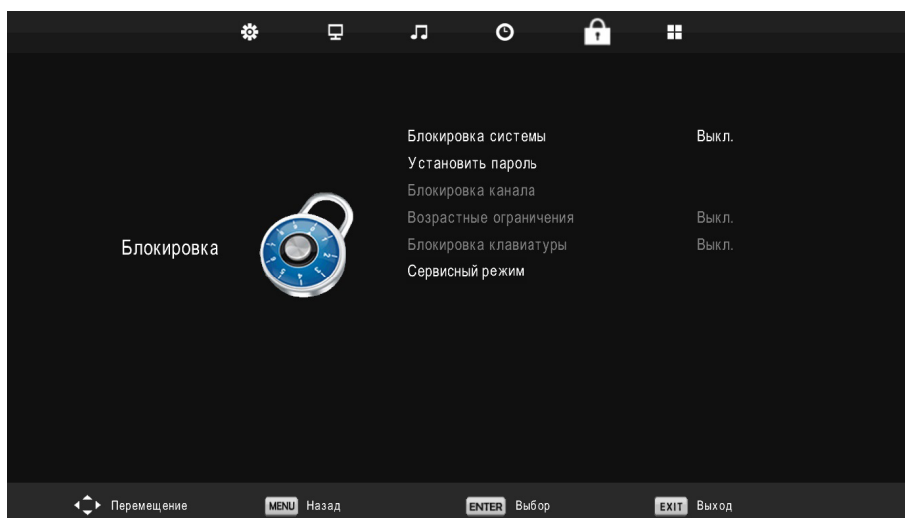 Блокировка системы Выкл.
Установить пароль
Блокировка канала
Возрастные ограничения Выкл.
Блокировка клавиатуры Выкл.
Сервисный режим
Блокировка
Перемещение MENU Назад ENTER Выбор EXIT Выход